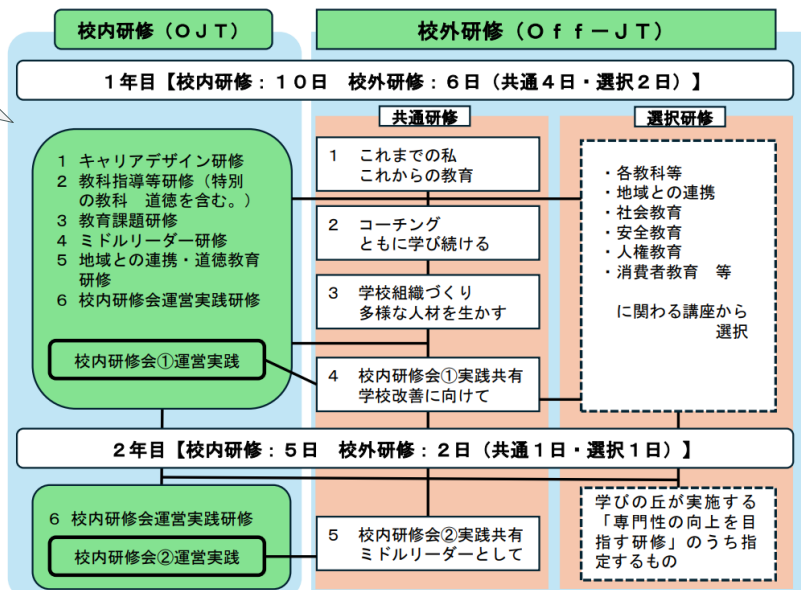 校内研修(OJT)
校外研修(Off-JT)
1年目【校内研修:10日 校外研修:6日(共通4日・選択2日)】
共通研修
選択研修
1 キャリアデザイン研修
2 教科指導等研修(特別
の教科 道徳を含む。)
3 教育課題研修
4 ミドルリーダー研修
5 地域との連携・道徳教育
研修
6 校内研修会運営実践研修
校内研修会①運営実践
1 これまでの私
これからの教育
2 コーチング
ともに学び続ける
3 学校組織づくり
多様な人材を生かす
4 校内研修会①実践共有
学校改善に向けて
・各教科等
・地域との連携
・社会教育
・安全教育
・人権教育
・消費者教育 等
に関わる講座から
選択
2年目【校内研修:5日 校外研修:2日(共通1日・選択1日)】
6 校内研修会運営実践研修
校内研修会②運営実践
5 校内研修会②実践共有
ミドルリーダーとして
学びの丘が実施する
「専門性の向上を
目指す研修」のうち指
定するもの